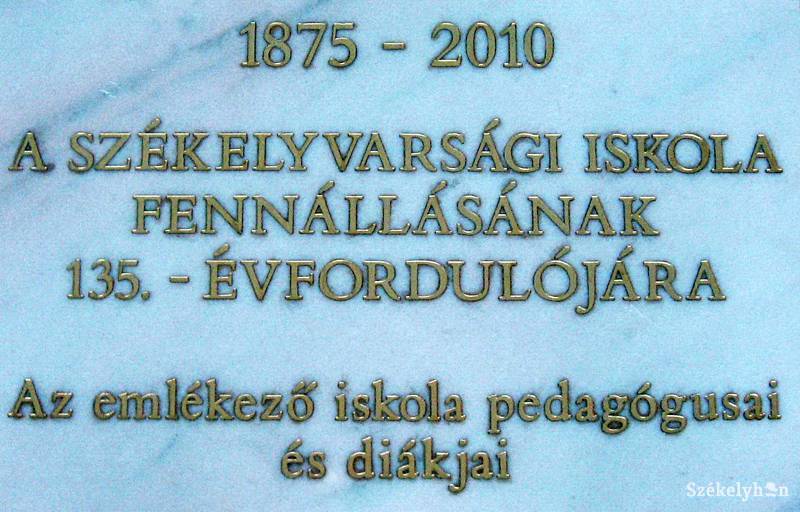 1875 - 2010
A SZÉKELYVARSÁGI ISKOLA
FENNÁLLÁSÁNAK
135. - ÉVFORDULÓJÁRA
Az emlékező iskola pedagógusai
és diákjai
Székelyhon